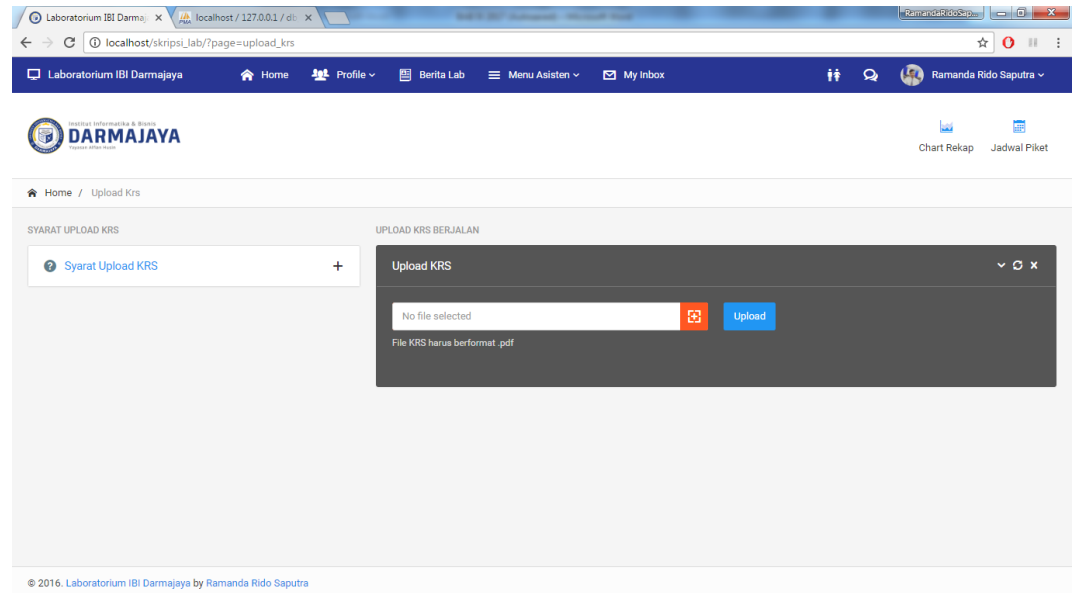 Laboratorium IBI Darmaj
localhost / 127.0.0.1 / db
RamandaRidoSap...
localhost/skripsi_lab/?page=upload_krs
Laboratorium IBI Darmajaya
Home
Profile
Berita Lab
Menu Asisten
My Inbox
Ramanda Rido Saputra
Institut Informatika & Bisnis
DARMAJAYA
Yayasan Alfian Husin
Chart Rekap
Jadwal Piket
Home / Upload Krs
SYARAT UPLOAD KRS
Syarat Upload KRS
UPLOAD KRS BERJALAN
Upload KRS
No file selected
Upload
File KRS harus berformat .pdf
© 2016. Laboratorium IBI Darmajaya by Ramanda Rido Saputra